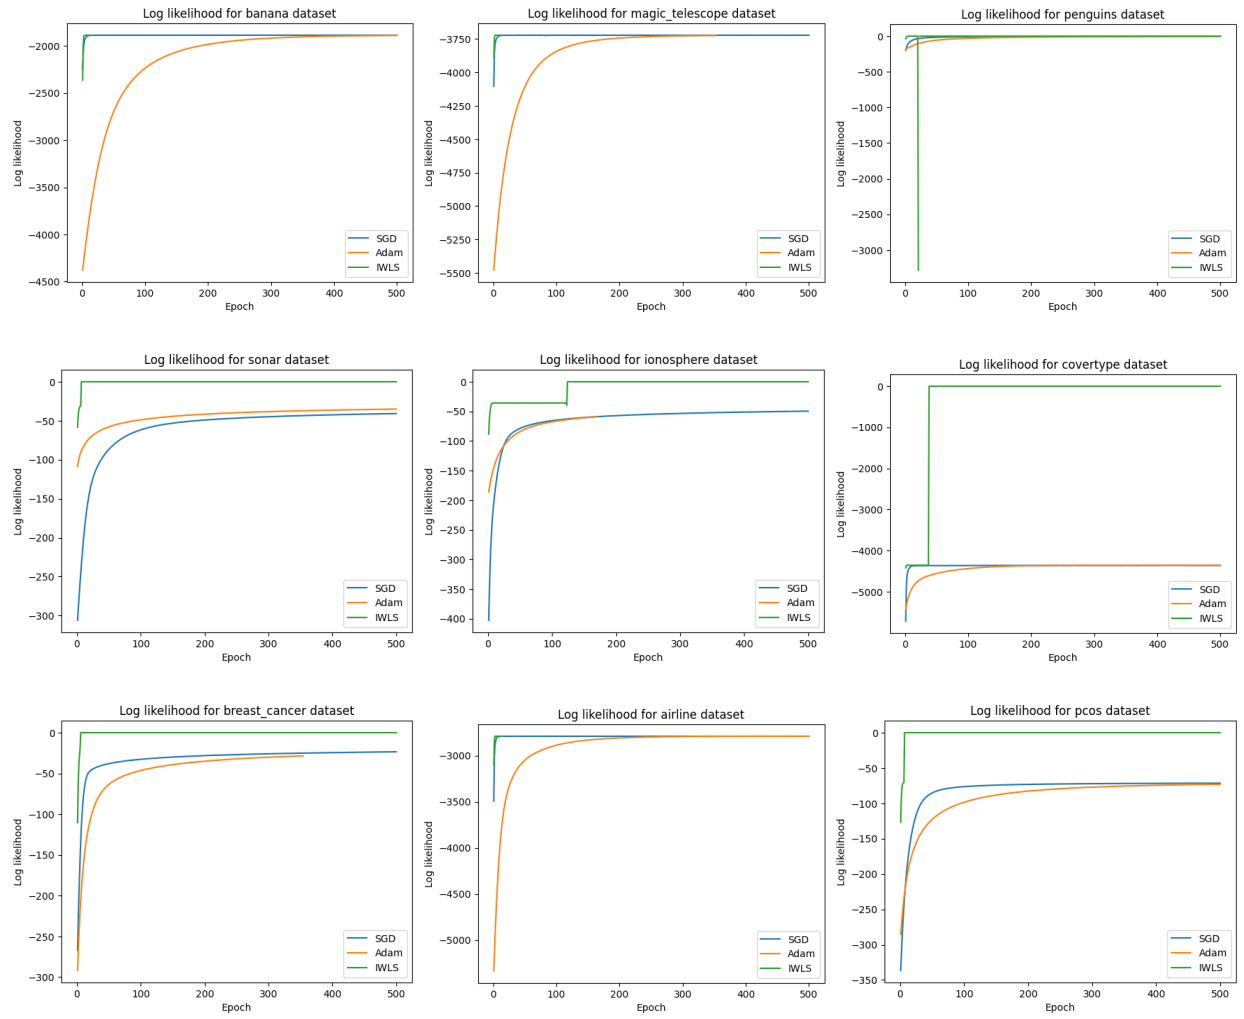 Log likelihood for banana dataset
Log likelihood
−2000
−2500
−3000
−3500
−4000
−4500
0 100 200 300 400 500
Epoch
SGD
Adam
IWLS
Log likelihood for magic_telescope dataset
Log likelihood
−3750
−4000
−4250
−4500
−4750
−5000
−5250
−5500
0 100 200 300 400 500
Epoch
SGD
Adam
IWLS
Log likelihood for penguins dataset
Log likelihood
0
−500
−1000
−1500
−2000
−2500
−3000
0 100 200 300 400 500
Epoch
SGD
Adam
IWLS
Log likelihood for sonar dataset
Log likelihood
0
−50
−100
−150
−200
−250
−300
0 100 200 300 400 500
Epoch
SGD
Adam
IWLS
Log likelihood for ionosphere dataset
Log likelihood
0
−50
−100
−150
−200
−250
−300
−350
−400
0 100 200 300 400 500
Epoch
SGD
Adam
IWLS
Log likelihood for covertype dataset
Log likelihood
0
−1000
−2000
−3000
−4000
−5000
0 100 200 300 400 500
Epoch
SGD
Adam
IWLS
Log likelihood for breast_cancer dataset
Log likelihood
0
−50
−100
−150
−200
−250
−300
0 100 200 300 400 500
Epoch
SGD
Adam
IWLS
Log likelihood for airline dataset
Log likelihood
−3000
−3500
−4000
−4500
−5000
0 100 200 300 400 500
Epoch
SGD
Adam
IWLS
Log likelihood for pcos dataset
Log likelihood
0
−50
−100
−150
−200
−250
−300
−350
0 100 200 300 400 500
Epoch
SGD
Adam
IWLS